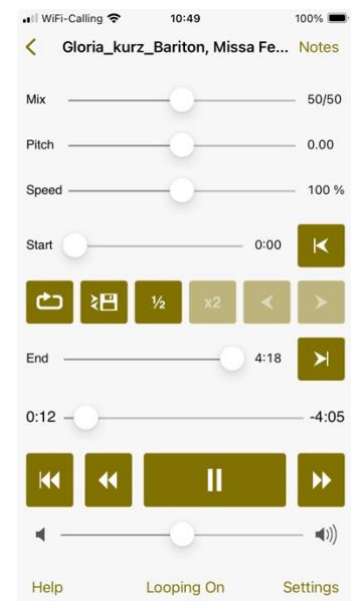 WiFi-Calling 10:49 100%
Gloria_kurz_Bariton, Missa Fe... Notes
Mix 50/50
Pitch 0.00
Speed 100 %
Start 0:00
½ x2
End 4:18
0:12 -4:05
Help Looping On Settings